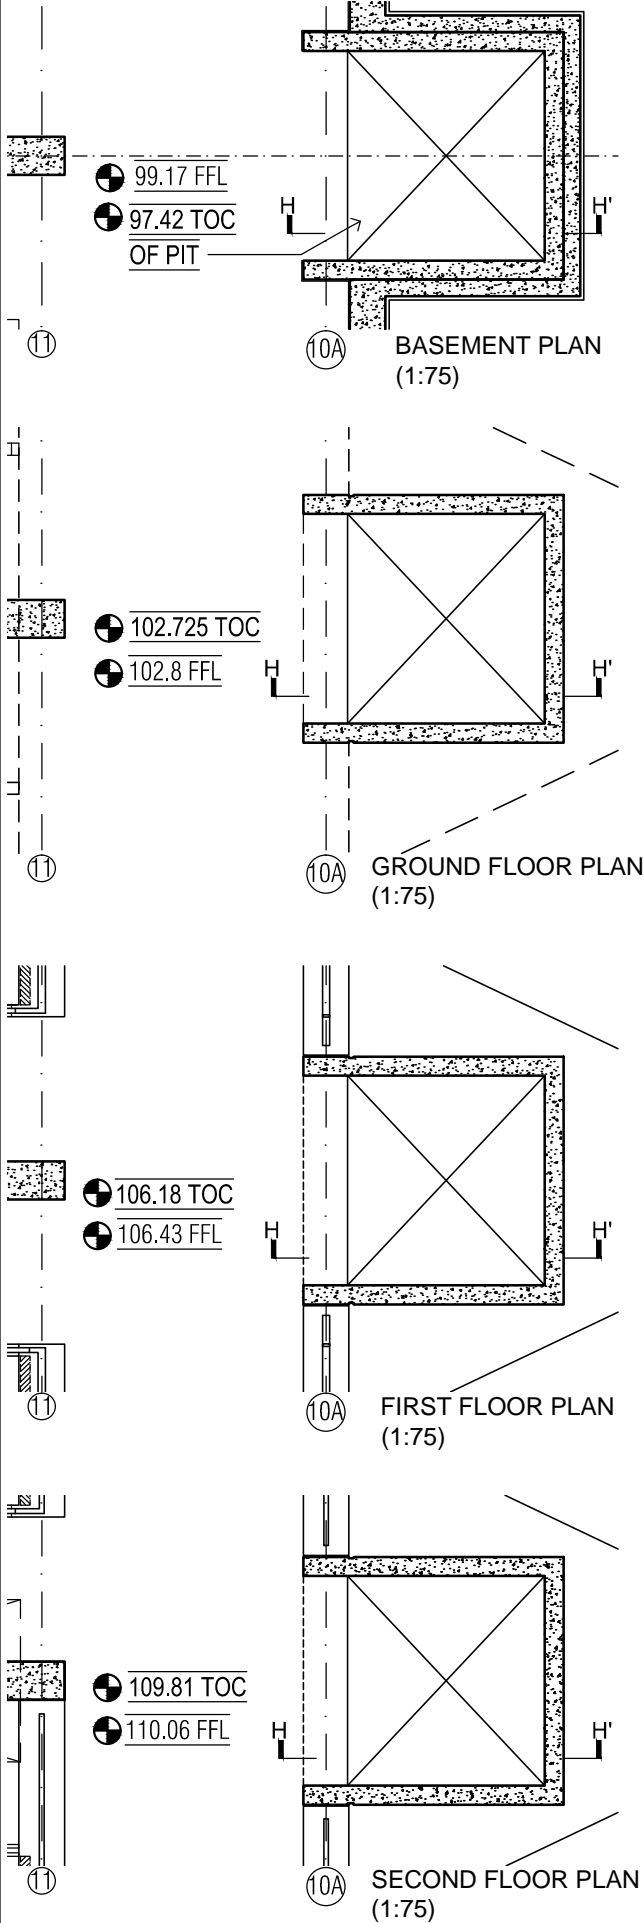 99.17 FFL
97.42 TOC
OF PIT
H
H'
11
10A
BASEMENT PLAN
(1:75)
102.725 TOC
102.8 FFL
H
H'
11
10A
GROUND FLOOR PLAN
(1:75)
106.18 TOC
106.43 FFL
H
H'
11
10A
FIRST FLOOR PLAN
(1:75)
109.81 TOC
110.06 FFL
H
H'
11
10A
SECOND FLOOR PLAN
(1:75)